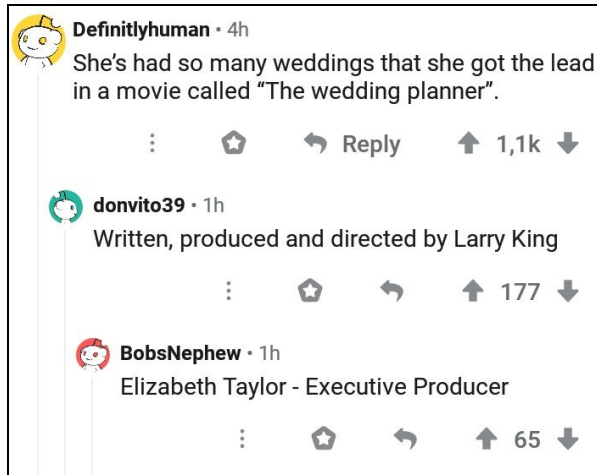 Definitlyhuman • 4h
She's had so many weddings that she got the lead
in a movie called “The wedding planner”.
Reply 1,1k
donvito39 • 1h
Written, produced and directed by Larry King
177
BobsNephew • 1h
Elizabeth Taylor - Executive Producer
65